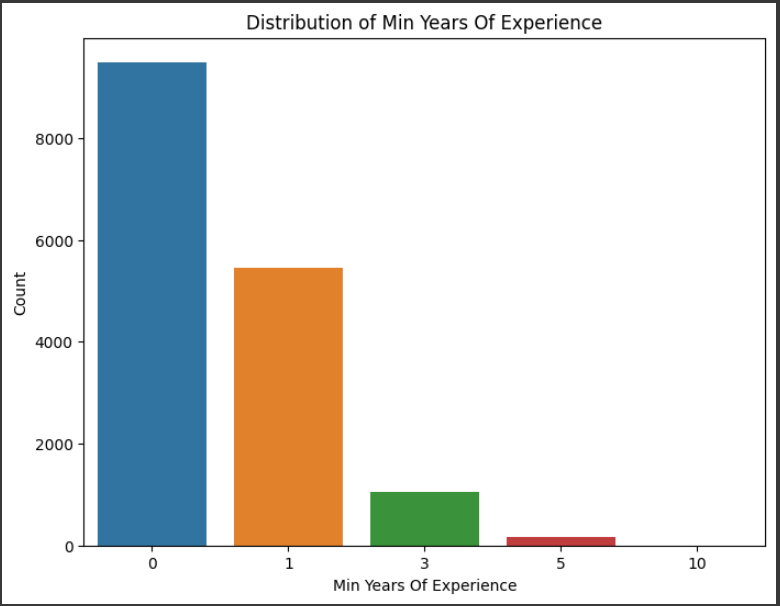 Distribution of Min Years Of Experience
Count
8000
6000
4000
2000
0
0 1 3 5 10
Min Years Of Experience